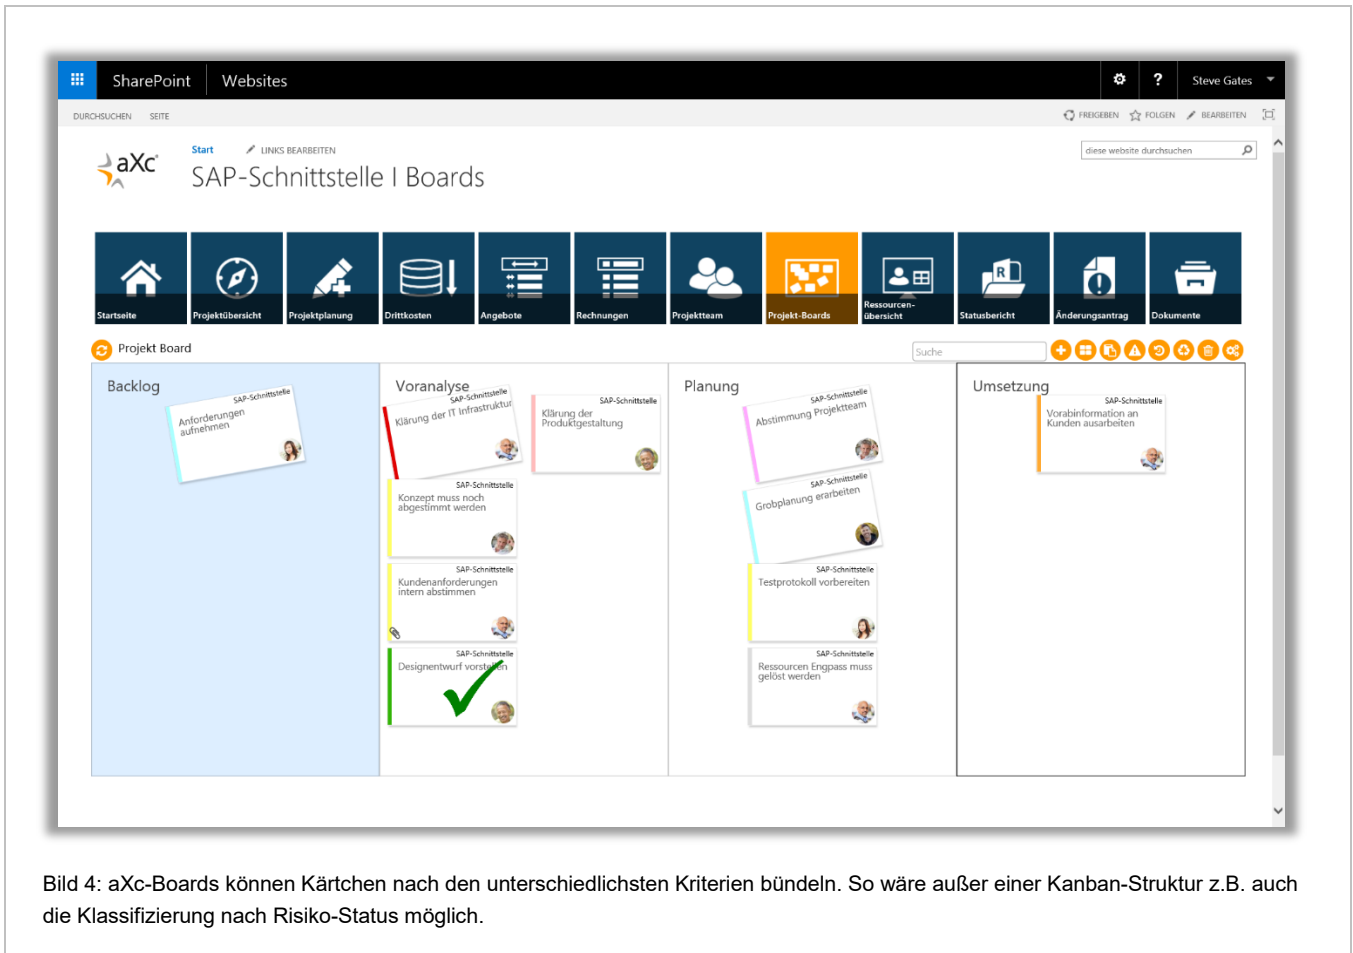 SharePoint
Websites
?
Steve Gates
DURCHSUCHEN
SEITE
FREIGEBEN
FOLGEN
BEARBEITEN
aXc
Start
LINKS BEARBEITEN
diese website durchsuchen
SAP-Schnittstelle I Boards
Startseite
Projektübersicht
Projektplanung
Drittkosten
Angebote
Rechnungen
Projektteam
Projekt-Boards
Ressourcen-
übersicht
R
Statusbericht
Änderungsantrag
Dokumente
Projekt Board
Suche
Backlog
SAP-Schnittstelle
Anforderungen
aufnehmen
Voranalyse
SAP-Schnittstelle
Klärung der IT Infrastruktur
SAP-Schnittstelle
Klärung der
Produktgestaltung
SAP-Schnittstelle
Konzept muss noch
abgestimmt werden
SAP-Schnittstelle
Kundenanforderungen
intern abstimmen
SAP-Schnittstelle
Designentwurf vorstellen
Planung
SAP-Schnittstelle
Abstimmung Projektteam
SAP-Schnittstelle
Grobplanung erarbeiten
SAP-Schnittstelle
Testprotokoll vorbereiten
SAP-Schnittstelle
Ressourcen Engpass muss
gelöst werden
Umsetzung
SAP-Schnittstelle
Vorabinformation an
Kunden ausarbeiten
Bild 4: aXc-Boards können Kärtchen nach den unterschiedlichsten Kriterien bündeln. So wäre außer einer Kanban-Struktur z.B. auch
die Klassifizierung nach Risiko-Status möglich.